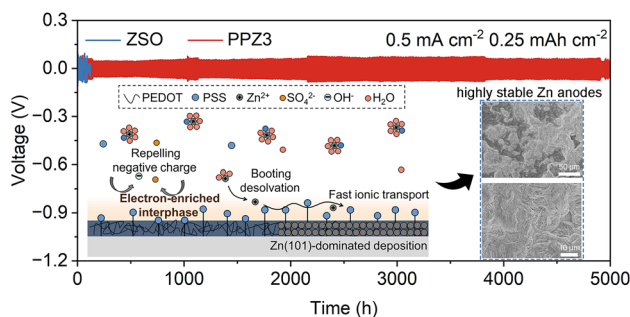 ZSO
PPZ3
0.5 mA cm⁻² 0.25 mAh cm⁻²
0.3
0.0
−0.3
−0.6
−0.9
−1.2
Voltage (V)
PEDOT
PSS
Zn²⁺
SO₄²⁻
OH⁻
H₂O
highly stable Zn anodes
50 μm
10 μm
Repelling
negative charge
Booting
desolvation
Fast ionic transport
Electron-enriched
interphase
Zn(101)-dominated deposition
0
1000
2000
3000
4000
5000
Time (h)